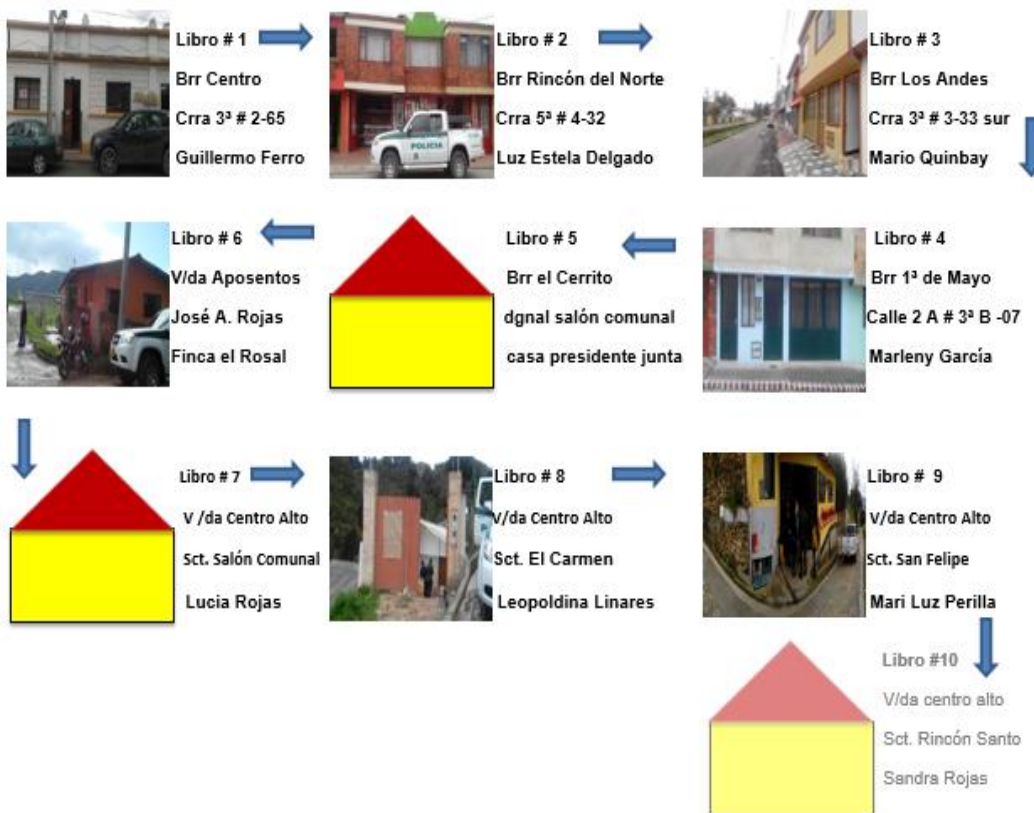 Libro # 1
Brr Centro
Crra 3ª # 2-65
Guillermo Ferro
Libro # 2
Brr Rincón del Norte
Crra 5ª # 4-32
Luz Estela Delgado
POLICIA
Libro # 3
Brr Los Andes
Crra 3ª # 3-33 sur
Mario Quinbay
Libro # 4
Brr 1ª de Mayo
Calle 2 A # 3ª B -07
Marleny García
Libro # 5
Brr el Cerrito
dgnal salón comunal
casa presidente junta
Libro # 6
V/da Aposentos
José A. Rojas
Finca el Rosal
Libro # 7
V /da Centro Alto
Sct. Salón Comunal
Lucia Rojas
Libro # 8
V/da Centro Alto
Sct. El Carmen
Leopoldina Linares
Libro # 9
V/da Centro Alto
Sct. San Felipe
Mari Luz Perilla
Libro #10
V/da centro alto
Sct. Rincón Santo
Sandra Rojas